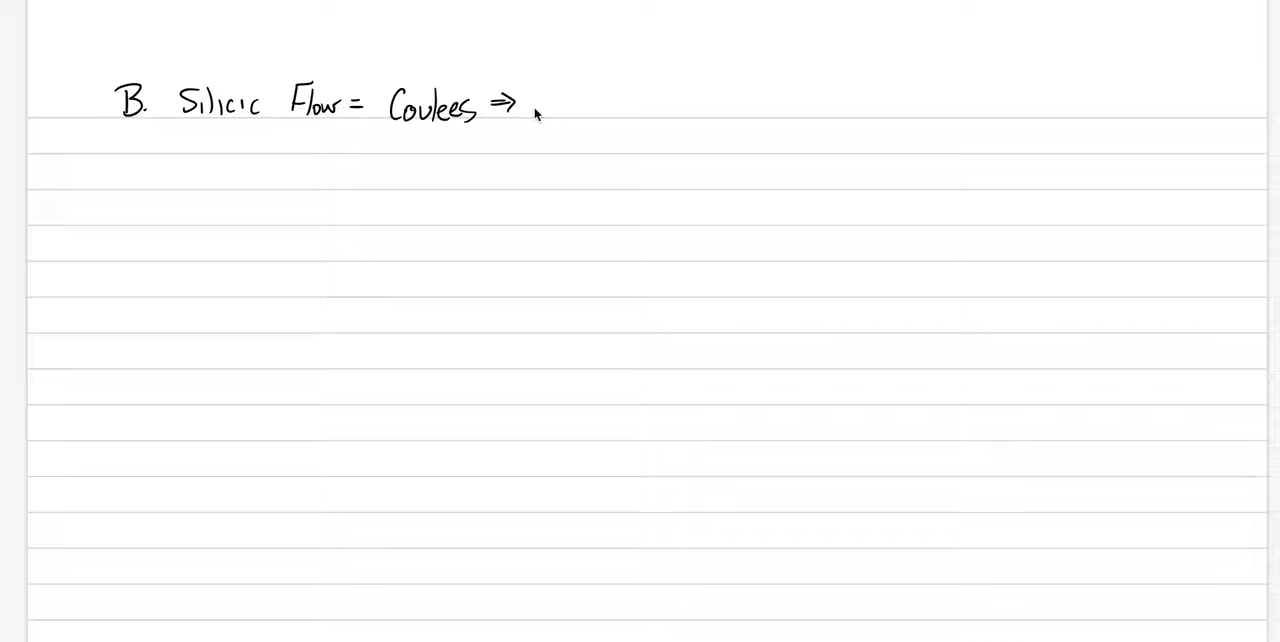 B. Silicic Flow = Coulees ⇒